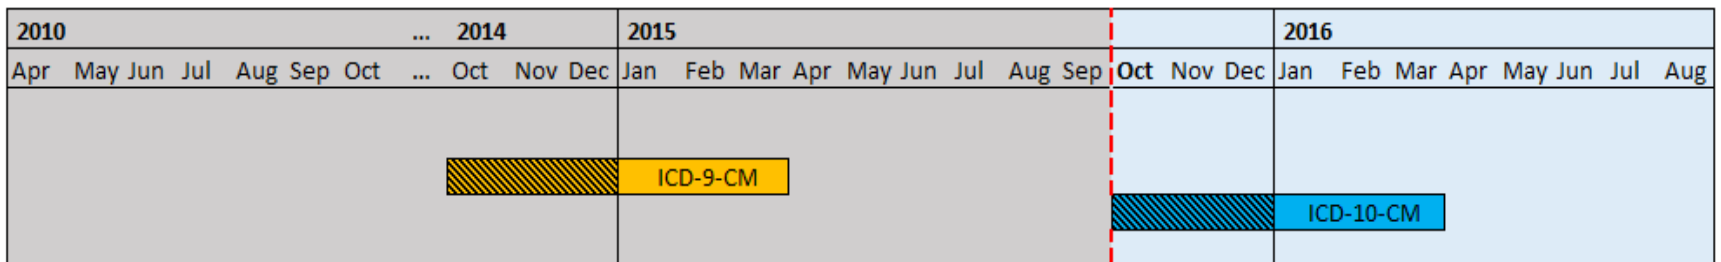 2010 ... 2014 2015 2016
Apr May Jun Jul Aug Sep Oct ... Oct Nov Dec Jan Feb Mar Apr May Jun Jul Aug Sep Oct Nov Dec Jan Feb Mar Apr May Jun Jul Aug
ICD-9-CM
ICD-10-CM